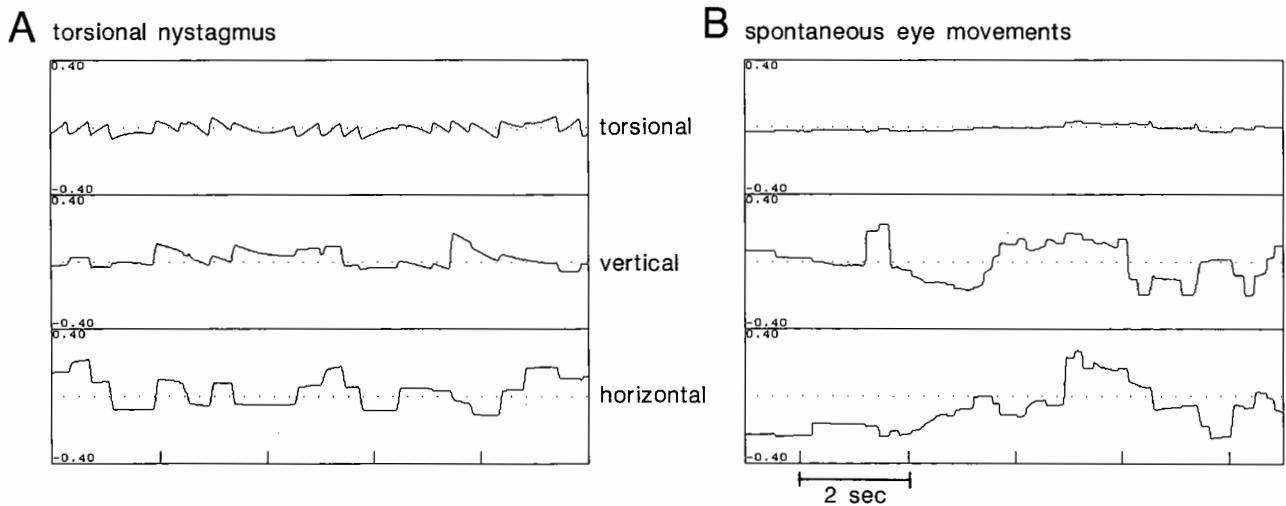 A torsional nystagmus
B spontaneous eye movements
0.40
-0.40
0.40
-0.40
0.40
-0.40
torsional
vertical
horizontal
0.40
-0.40
0.40
-0.40
0.40
-0.40
2 sec